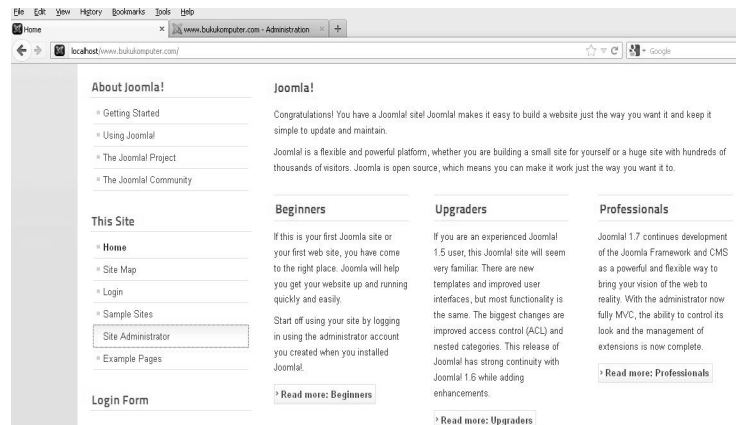 File Edit View History Bookmarks Tools Help
Home × www.bukukomputer.com - Administration × +
localhost/www.bukukomputer.com/ Google
About Joomla!
Getting Started
Using Joomla!
The Joomla! Project
The Joomla! Community
This Site
Home
Site Map
Login
Sample Sites
Site Administrator
Example Pages
Login Form
Joomla!
Congratulations! You have a Joomla! site! Joomla! makes it easy to build a website just the way you want it and keep it
simple to update and maintain.
Joomla! is a flexible and powerful platform, whether you are building a small site for yourself or a huge site with hundreds of
thousands of visitors. Joomla is open source, which means you can make it work just the way you want it to.
Beginners
If this is your first Joomla site or
your first web site, you have come
to the right place. Joomla will help
you get your website up and running
quickly and easily.
Start off using your site by logging
in using the administrator account
you created when you installed
Joomla!.
Read more: Beginners
Upgraders
If you are an experienced Joomla!
1.5 user, this Joomla! site will seem
very familiar. There are new
templates and improved user
interfaces, but most functionality is
the same. The biggest changes are
improved access control (ACL) and
nested categories. This release of
Joomla! has strong continuity with
Joomla! 1.6 while adding
enhancements.
Read more: Upgraders
Professionals
Joomla! 1.7 continues development
of the Joomla Framework and CMS
as a powerful and flexible way to
bring your vision of the web to
reality. With the administrator now
fully MVC, the ability to control its
look and the management of
extensions is now complete.
Read more: Professionals